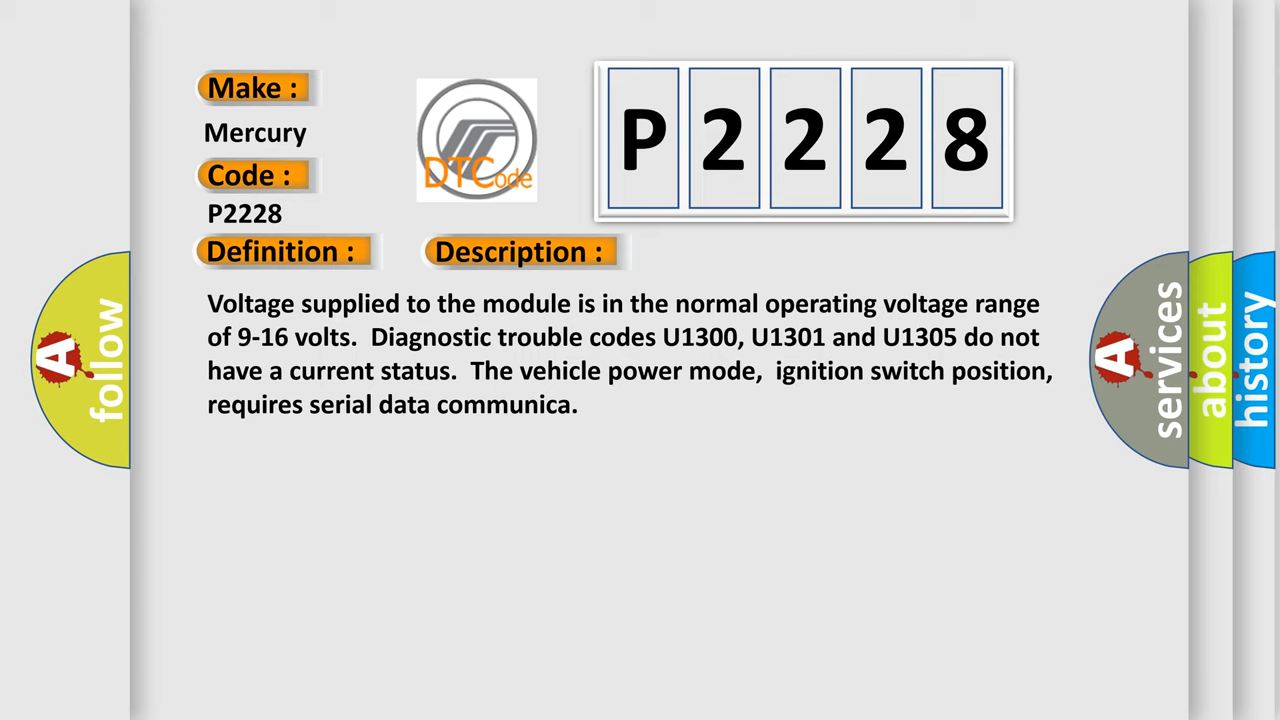 Make :
Mercury
Code :
P2228
DTCode
P 2 2 2 8
Definition :
Description :
Voltage supplied to the module is in the normal operating voltage range
of 9-16 volts  Diagnostic trouble codes U1300, U1301 and U1305 do not
have a current status  The vehicle power mode,  ignition switch position,
requires serial data communica.
A follow
A services
about
history